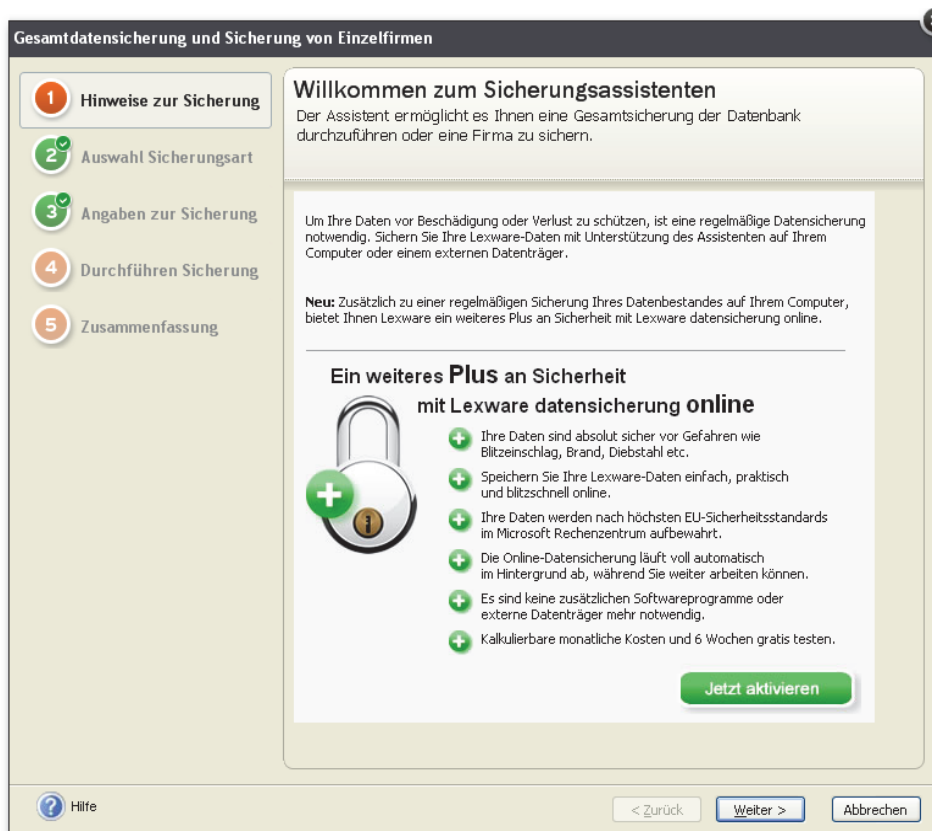 Gesamtdatensicherung und Sicherung von Einzelfirmen
1 Hinweise zur Sicherung
2 Auswahl Sicherungsart
3 Angaben zur Sicherung
4 Durchführen Sicherung
5 Zusammenfassung
Willkommen zum Sicherungsassistenten
Der Assistent ermöglicht es Ihnen eine Gesamtsicherung der Datenbank
durchzuführen oder eine Firma zu sichern.
Um Ihre Daten vor Beschädigung oder Verlust zu schützen, ist eine regelmäßige Datensicherung
notwendig. Sichern Sie Ihre Lexware-Daten mit Unterstützung des Assistenten auf Ihrem
Computer oder einem externen Datenträger.
Neu: Zusätzlich zu einer regelmäßigen Sicherung Ihres Datenbestandes auf Ihrem Computer,
bietet Ihnen Lexware ein weiteres Plus an Sicherheit mit Lexware datensicherung online.
Ein weiteres Plus an Sicherheit
mit Lexware datensicherung online
Ihre Daten sind absolut sicher vor Gefahren wie
Blitzeinschlag, Brand, Diebstahl etc.
Speichern Sie Ihre Lexware-Daten einfach, praktisch
und blitzschnell online.
Ihre Daten werden nach höchsten EU-Sicherheitsstandards
im Microsoft Rechenzentrum aufbewahrt.
Die Online-Datensicherung läuft voll automatisch
im Hintergrund ab, während Sie weiter arbeiten können.
Es sind keine zusätzlichen Softwareprogramme oder
externe Datenträger mehr notwendig.
Kalkulierbare monatliche Kosten und 6 Wochen gratis testen.
Jetzt aktivieren
? Hilfe
< Zurück
Weiter >
Abbrechen